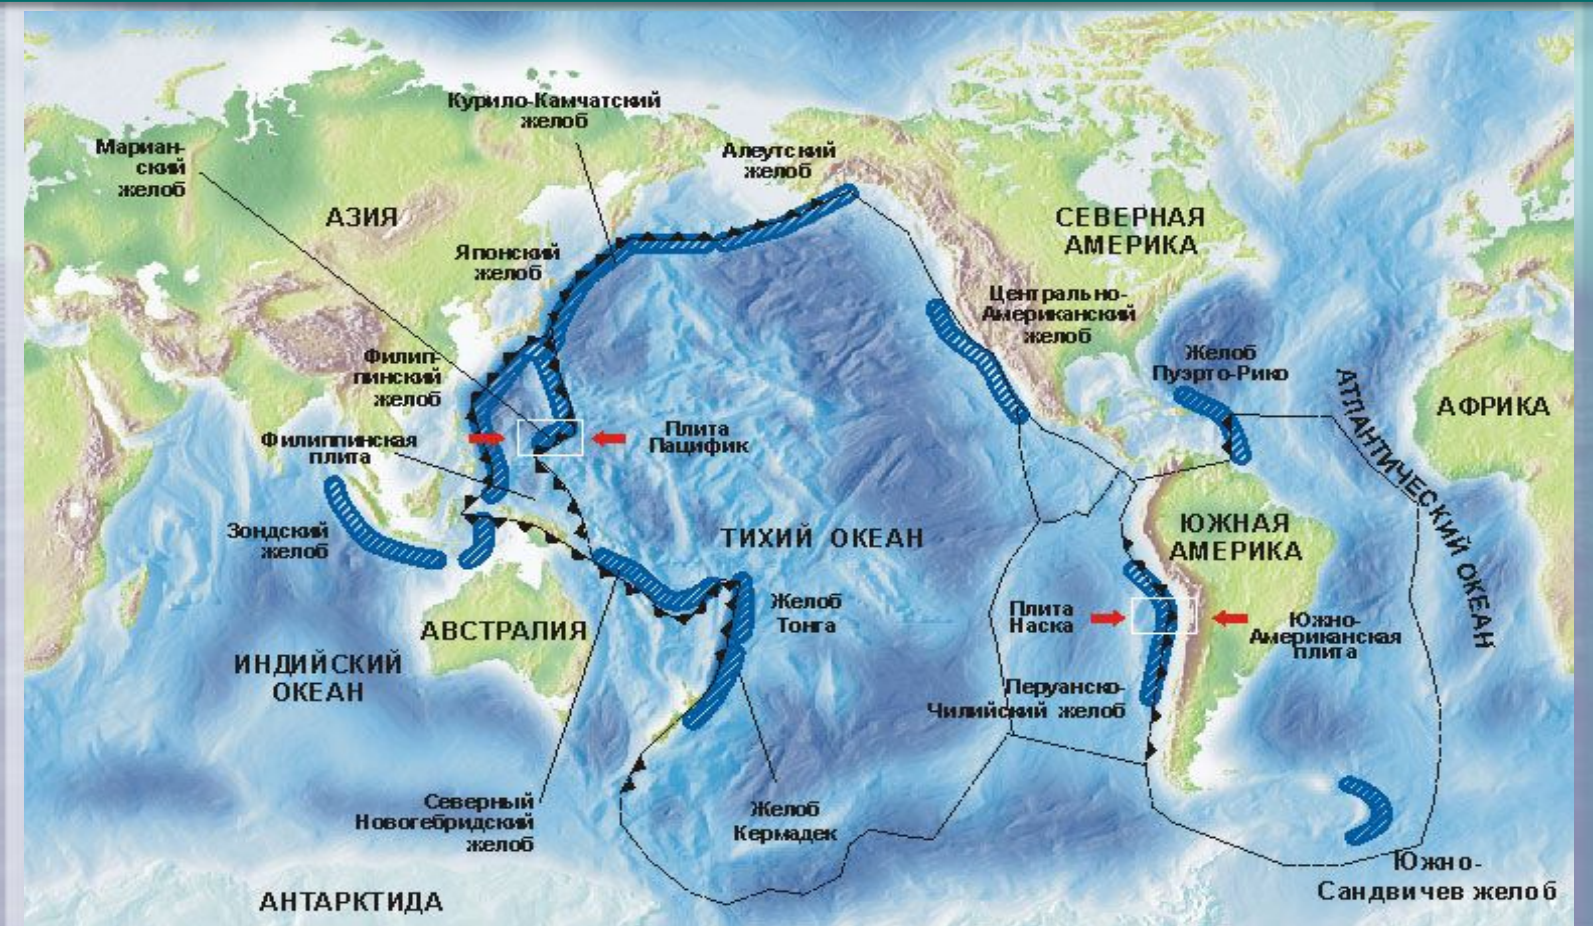 Курило-Камчатский
желоб
Мариан-
ский
желоб
Алеутский
желоб
АЗИЯ
СЕВЕРНАЯ
АМЕРИКА
Японский
желоб
Центрально-
Американский
желоб
Филип-
пинский
желоб
Желоб
Пуэрто-Рико
АТЛАНТИЧЕСКИЙ ОКЕАН
АФРИКА
Филиппинская
плита
Плита
Пацифик
Зондский
желоб
ТИХИЙ ОКЕАН
ЮЖНАЯ
АМЕРИКА
АВСТРАЛИЯ
Желоб
Тонга
Плита
Наска
Южно-
Американская
плита
ИНДИЙСКИЙ
ОКЕАН
Перуанско-
Чилийский желоб
Северный
Новогебридский
желоб
Желоб
Кермадек
Южно-
Сандвичев желоб
АНТАРКТИДА